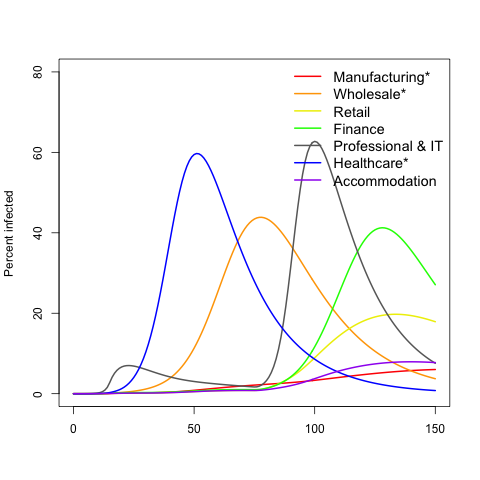 Manufacturing*
Wholesale*
Retail
Finance
Professional & IT
Healthcare*
Accommodation
Percent infected
80
60
40
20
0
0 50 100 150